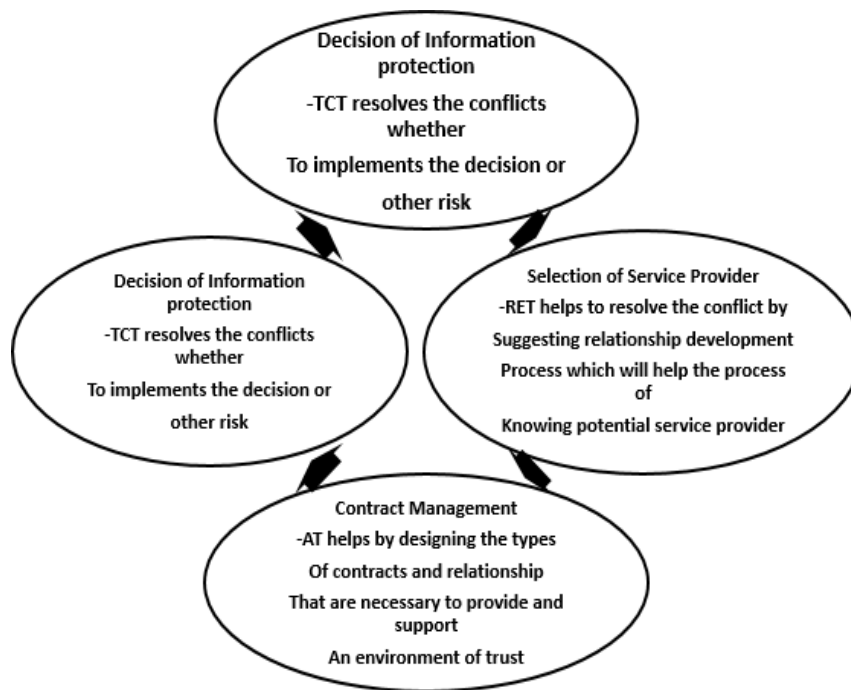 Decision of Information
protection
-TCT resolves the conflicts
whether
To implements the decision or
other risk
Decision of Information
protection
-TCT resolves the conflicts
whether
To implements the decision or
other risk
Selection of Service Provider
-RET helps to resolve the conflict by
Suggesting relationship development
Process which will help the process
of
Knowing potential service provider
Contract Management
-AT helps by designing the types
Of contracts and relationship
That are necessary to provide and
support
An environment of trust